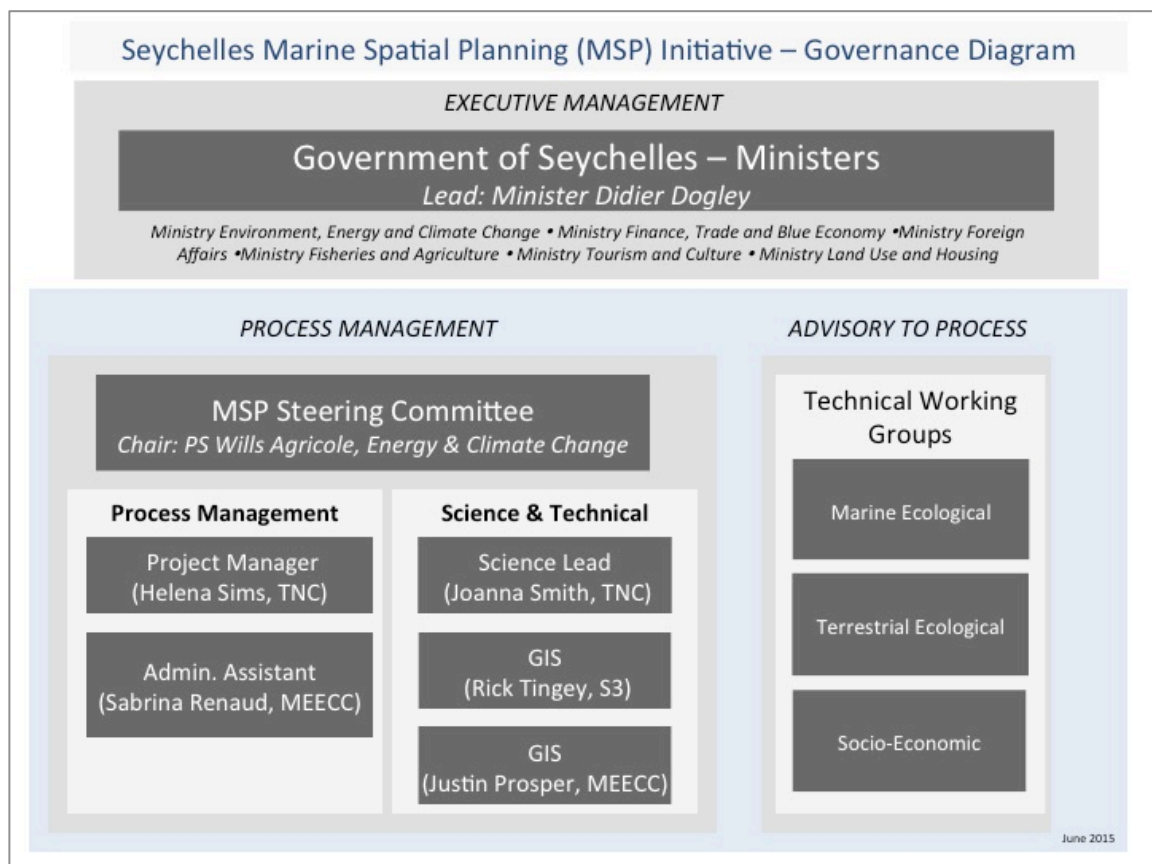 Seychelles Marine Spatial Planning (MSP) Initiative – Governance Diagram
EXECUTIVE MANAGEMENT
Government of Seychelles – Ministers
Lead: Minister Didier Dogley
Ministry Environment, Energy and Climate Change • Ministry Finance, Trade and Blue Economy •Ministry Foreign
Affairs •Ministry Fisheries and Agriculture • Ministry Tourism and Culture • Ministry Land Use and Housing
PROCESS MANAGEMENT
MSP Steering Committee
Chair: PS Wills Agricole, Energy & Climate Change
Process Management
Project Manager
(Helena Sims, TNC)
Admin. Assistant
(Sabrina Renaud, MEECC)
Science & Technical
Science Lead
(Joanna Smith, TNC)
GIS
(Rick Tingey, S3)
GIS
(Justin Prosper, MEECC)
ADVISORY TO PROCESS
Technical Working
Groups
Marine Ecological
Terrestrial Ecological
Socio-Economic
June 2015